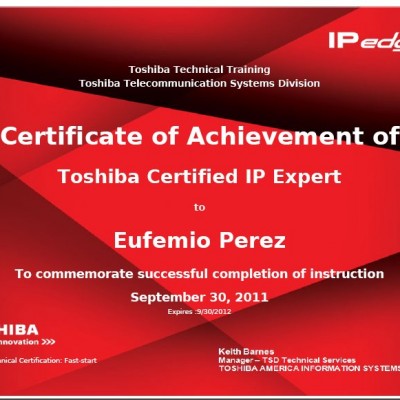 IPedg
Toshiba Technical Training
Toshiba Telecommunication Systems Division
Certificate of Achievement of
Toshiba Certified IP Expert
to
Eufemio Perez
To commemorate successful completion of instruction
September 30, 2011
Expires :9/30/2012
HIBA
nnovation >>>
nical Certification: Fast-start
Keith Barnes
Manager – TSD Technical Services
TOSHIBA AMERICA INFORMATION SYSTEMS